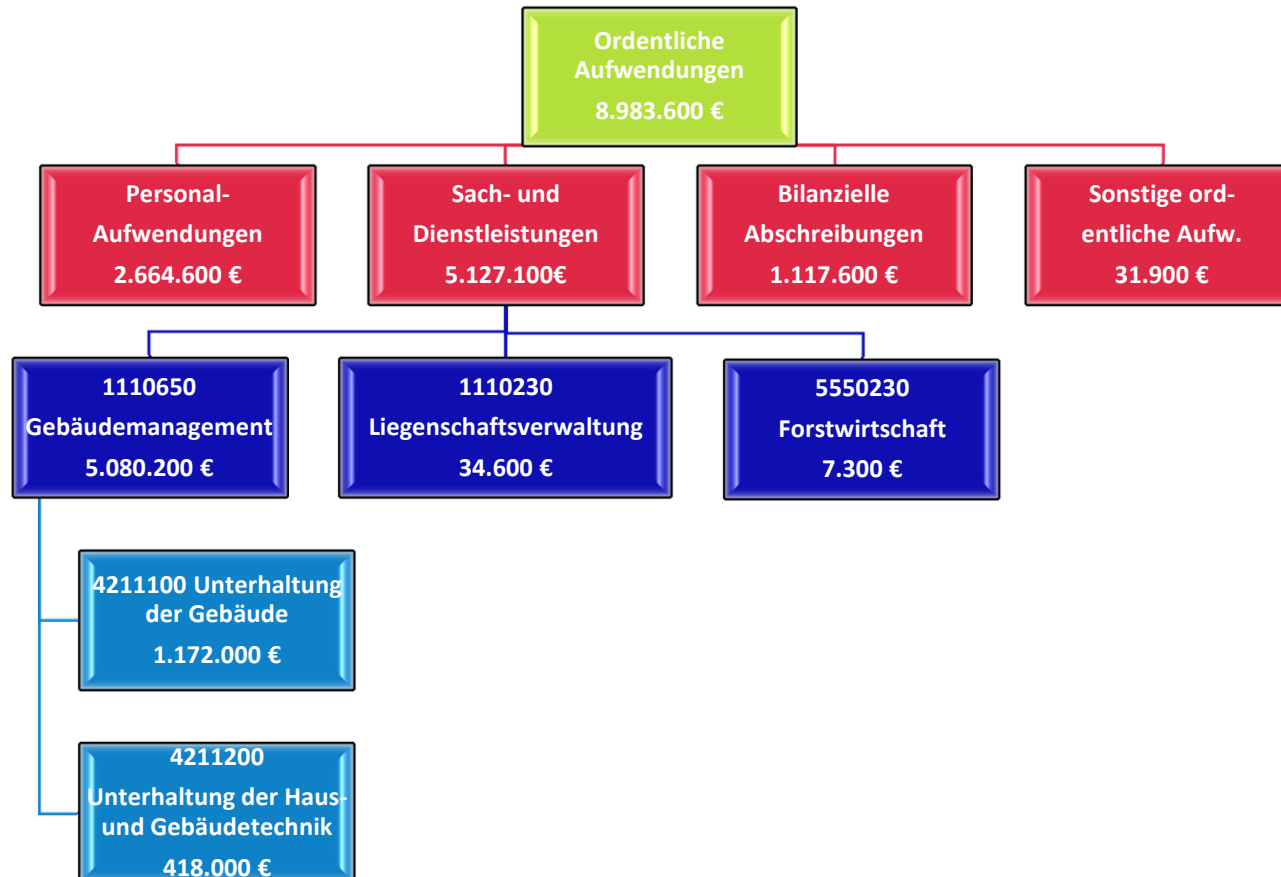 Ordentliche
Aufwendungen
8.983.600 €
Personal-
Aufwendungen
2.664.600 €
Sach- und
Dienstleistungen
5.127.100€
Bilanzielle
Abschreibungen
1.117.600 €
Sonstige ord-
entliche Aufw.
31.900 €
1110650
Gebäudemanagement
5.080.200 €
1110230
Liegenschaftsverwaltung
34.600 €
5550230
Forstwirtschaft
7.300 €
4211100 Unterhaltung
der Gebäude
1.172.000 €
4211200
Unterhaltung der Haus-
und Gebäudetechnik
418.000 €